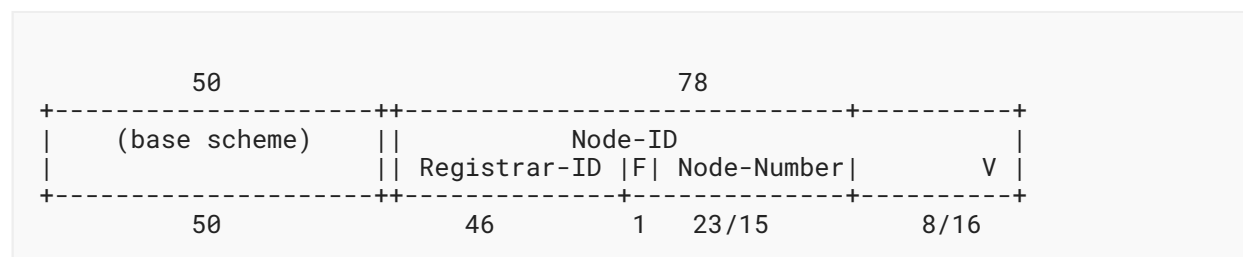 50 78
+---------------------++-----------------------------+----------+
| (base scheme) || Node-ID |
| || Registrar-ID |F| Node-Number| V |
+---------------------++--------------+--------------+----------+
50 46 1 23/15 8/16